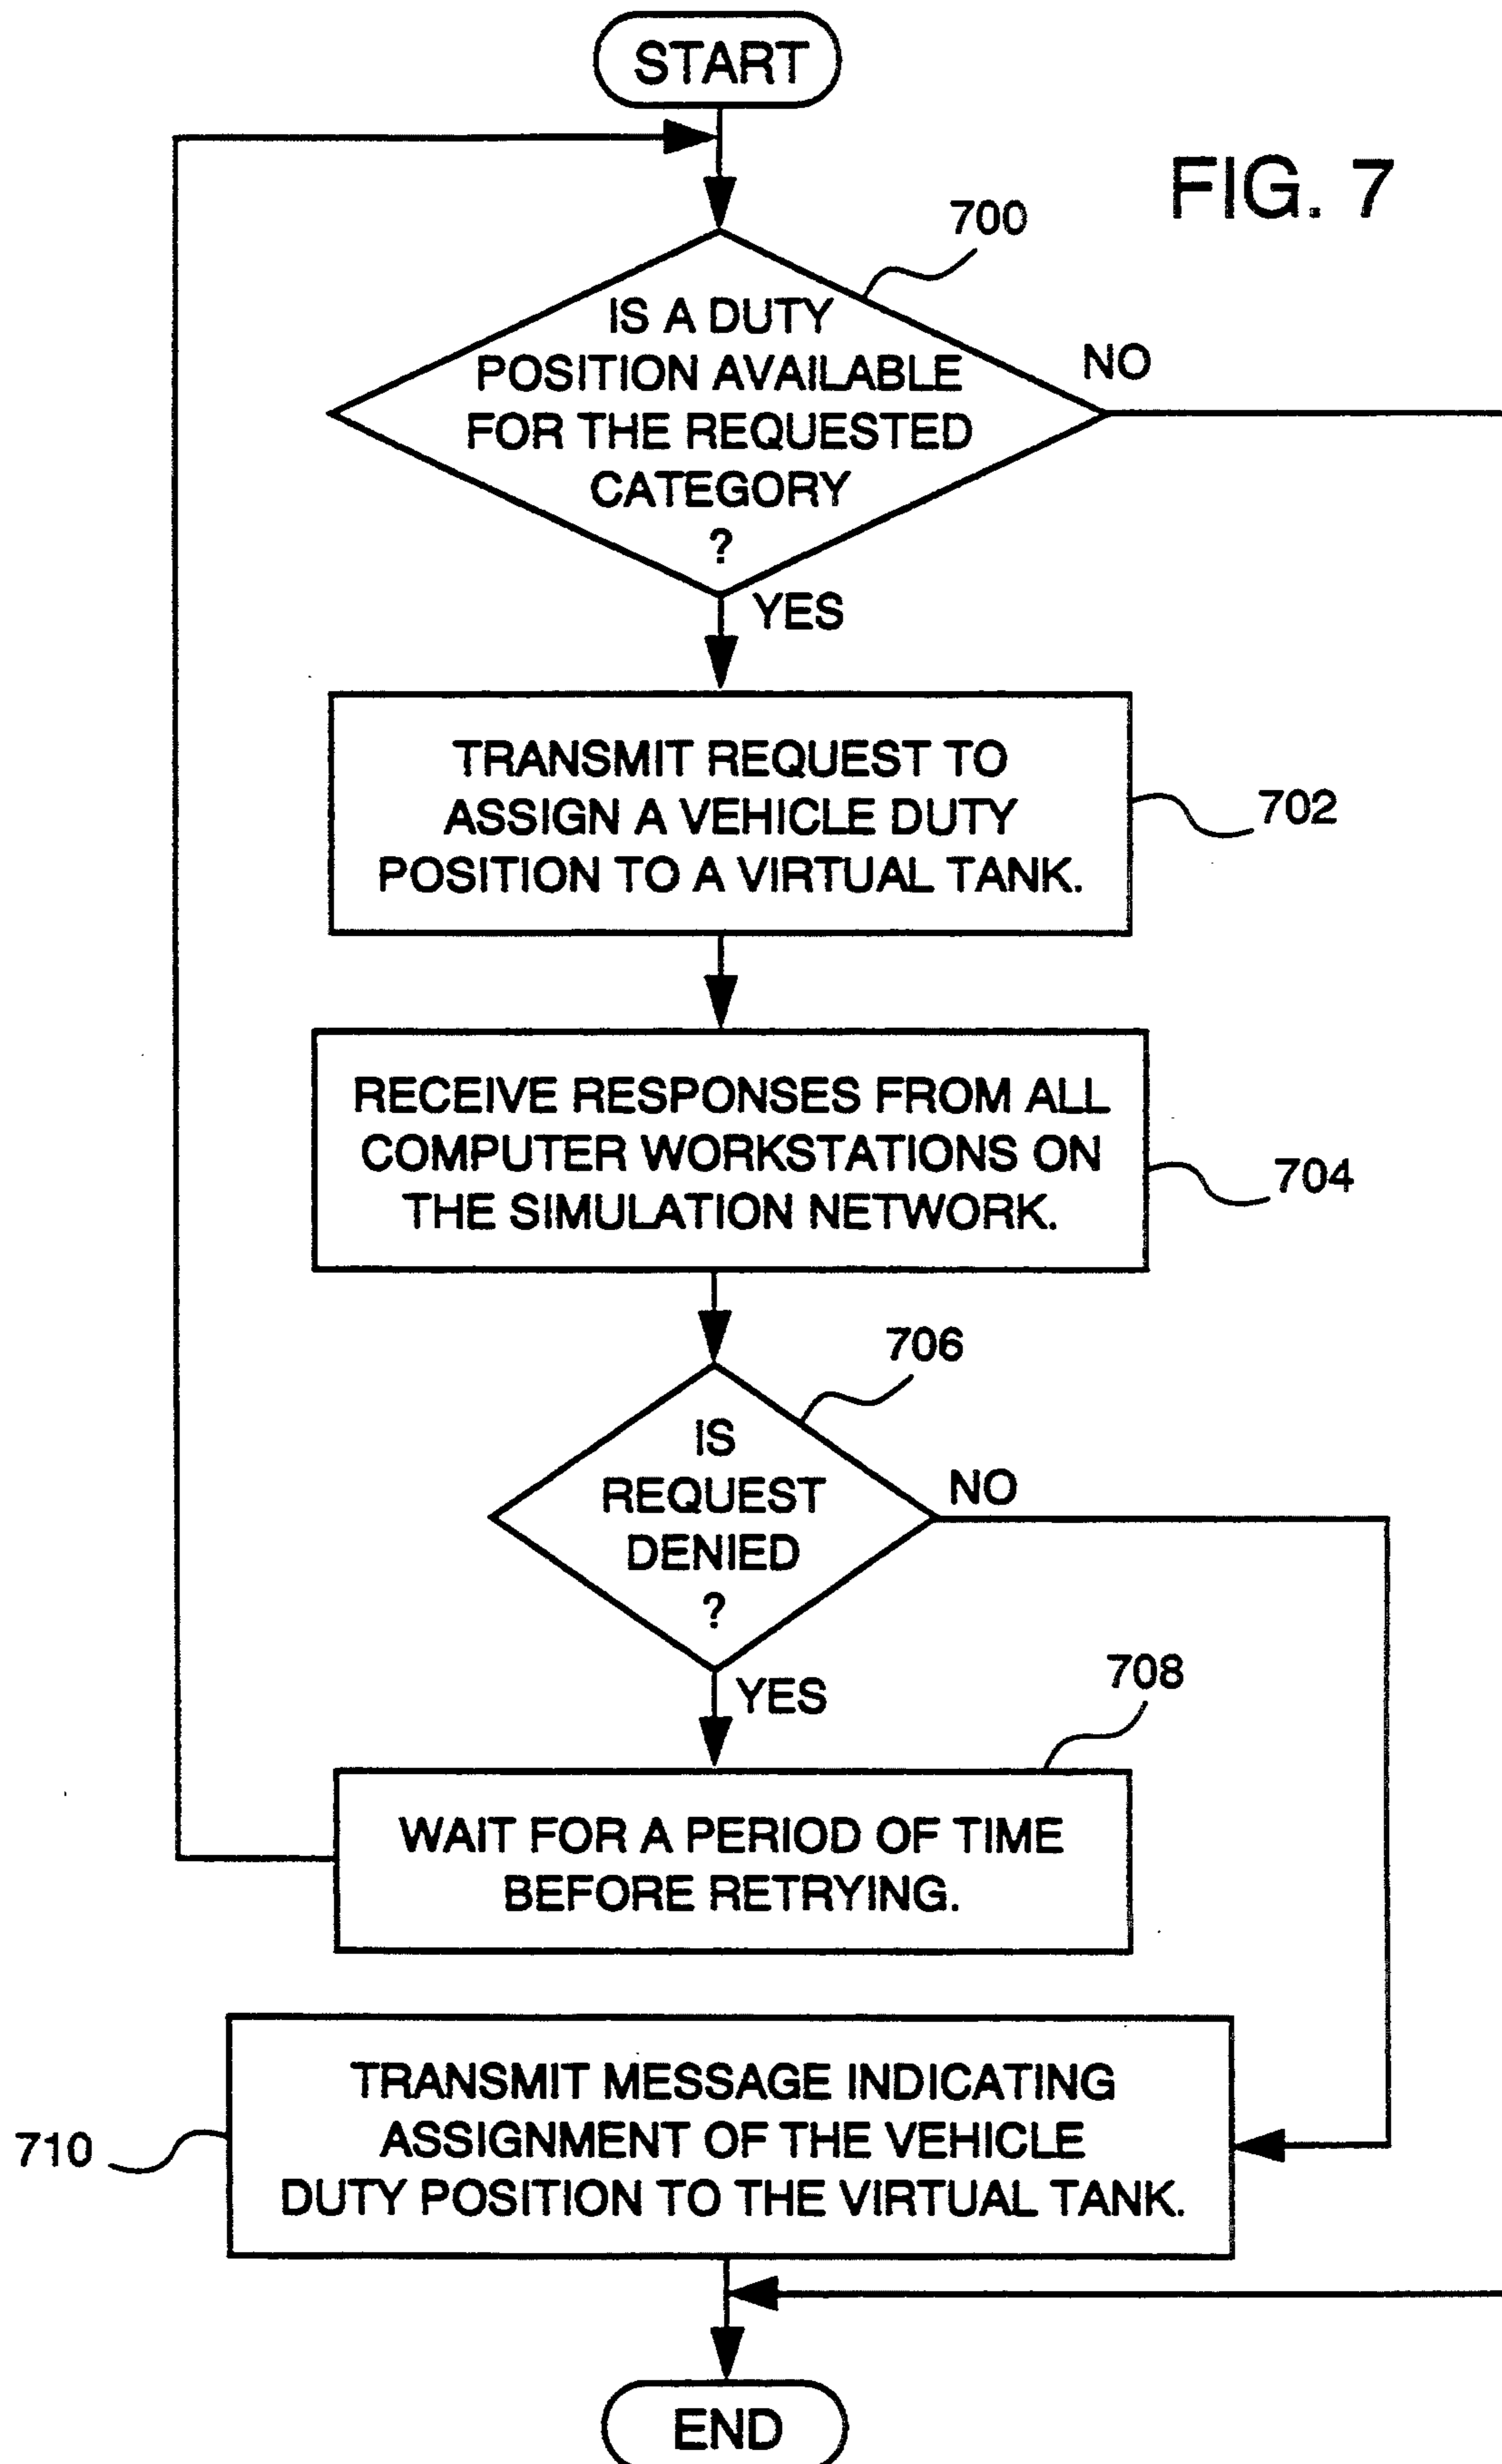 START
FIG. 7
700
IS A DUTY
POSITION AVAILABLE
FOR THE REQUESTED
CATEGORY
?
NO
YES
TRANSMIT REQUEST TO
ASSIGN A VEHICLE DUTY
POSITION TO A VIRTUAL TANK.
702
RECEIVE RESPONSES FROM ALL
COMPUTER WORKSTATIONS ON
THE SIMULATION NETWORK.
704
706
IS
REQUEST
DENIED
?
NO
YES
708
WAIT FOR A PERIOD OF TIME
BEFORE RETRYING.
TRANSMIT MESSAGE INDICATING
ASSIGNMENT OF THE VEHICLE
DUTY POSITION TO THE VIRTUAL TANK.
710
END